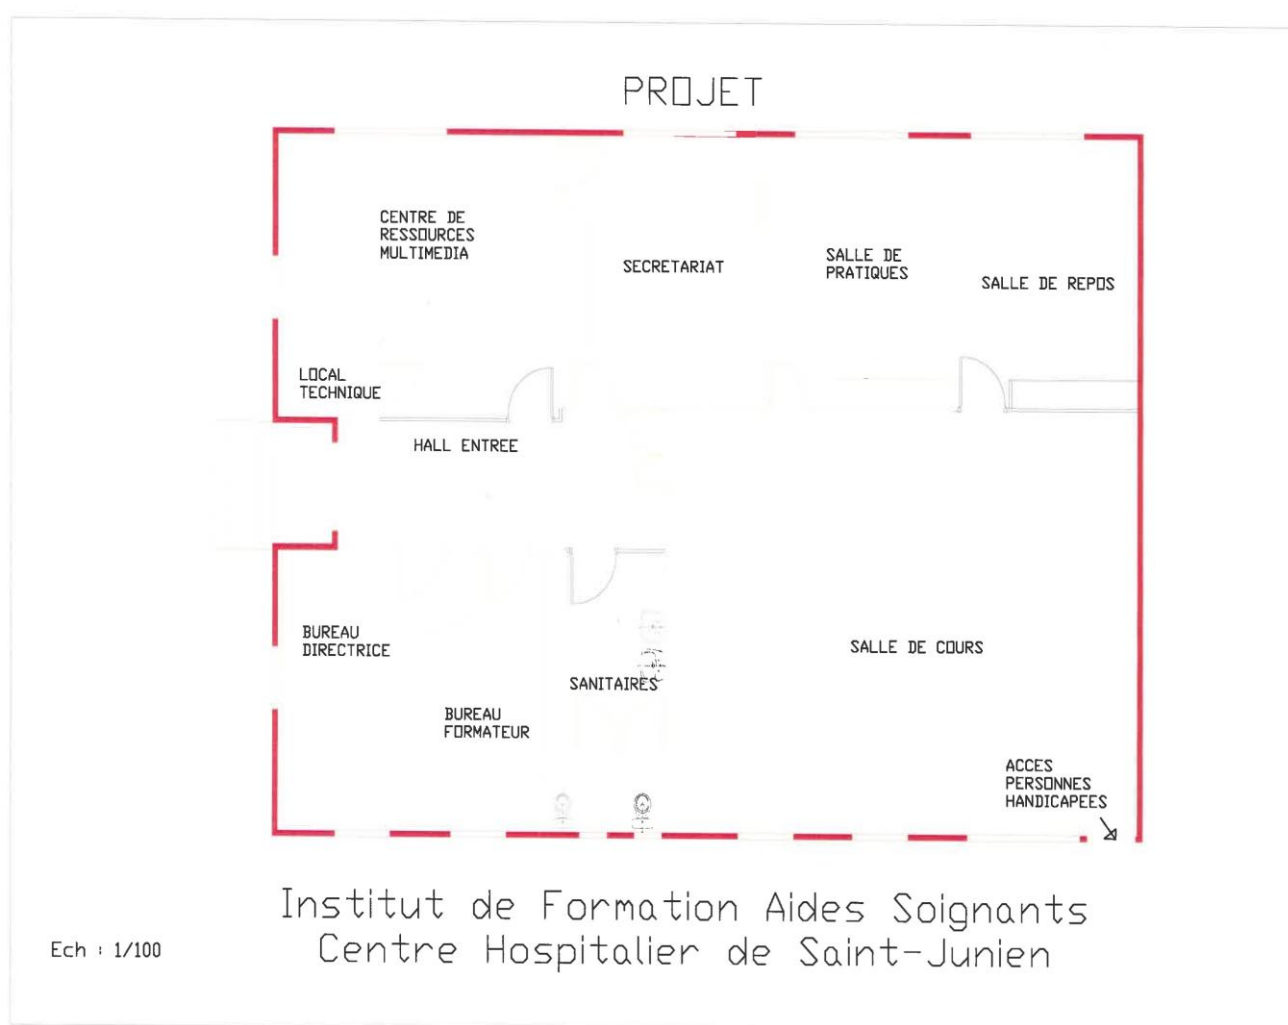 PROJET
CENTRE DE
RESSOURCES
MULTIMEDIA
SECRETARIAT
SALLE DE
PRATIQUES
SALLE DE REPOS
LOCAL
TECHNIQUE
HALL ENTREE
BUREAU
DIRECTRICE
SALLE DE COURS
SANITAIRES
BUREAU
FORMATEUR
ACCES
PERSONNES
HANDICAPEES
Institut de Formation Aides Soignants
Centre Hospitalier de Saint-Junien
Ech : 1/100